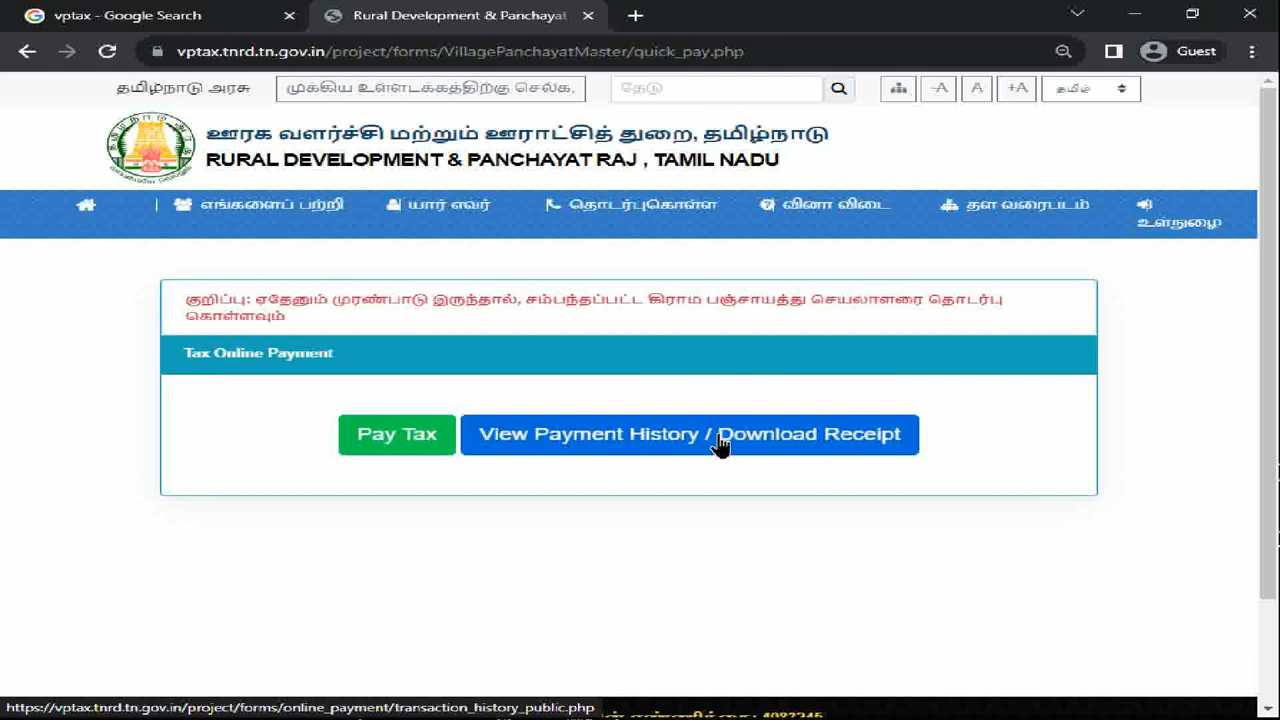 vptax - Google Search
Rural Development & Panchayat
vptax.tnrd.tn.gov.in/project/forms/VillagePanchayatMaster/quick_pay.php
Guest
தமிழ்நாடு அரசு
முக்கிய உள்ளடக்கத்திற்கு செல்க,
தேடு
-A
A
+A
தமிழ்
ஊரக வளர்ச்சி மற்றும் ஊராட்சித் துறை, தமிழ்நாடு
RURAL DEVELOPMENT & PANCHAYAT RAJ , TAMIL NADU
எங்களைப் பற்றி
யார் எவர்
தொடர்புகொள்ள
வினா விடை
தள வரைபடம்
உள்நுழை
குறிப்பு: ஏதேனும் முரண்பாடு இருந்தால், சம்பந்தப்பட்ட கிராம பஞ்சாயத்து செயலாளரை தொடர்பு
கொள்ளவும்
Tax Online Payment
Pay Tax
View Payment History / Download Receipt
https://vptax.tnrd.tn.gov.in/project/forms/online_payment/transaction_history_public.php